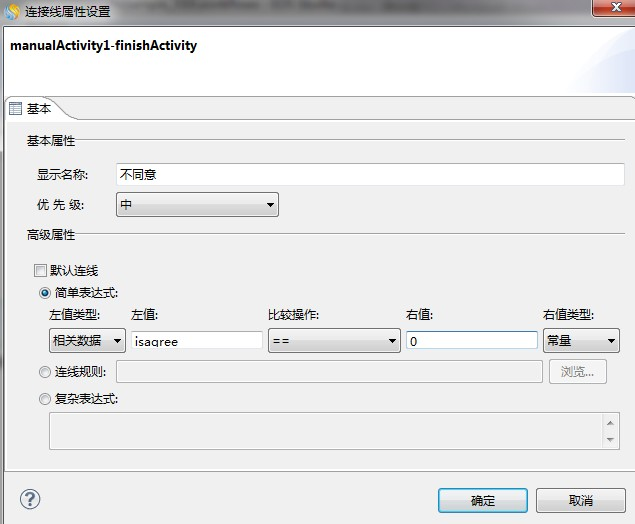 连接线属性设置
manualActivity1-finishActivity
基本
基本属性
显示名称: 不同意
优 先 级: 中
高级属性
默认连线
简单表达式:
左值类型: 左值: 比较操作: 右值: 右值类型:
相关数据 isagree == 0 常量
连线规则: 浏览...
复杂表达式:
确定 取消